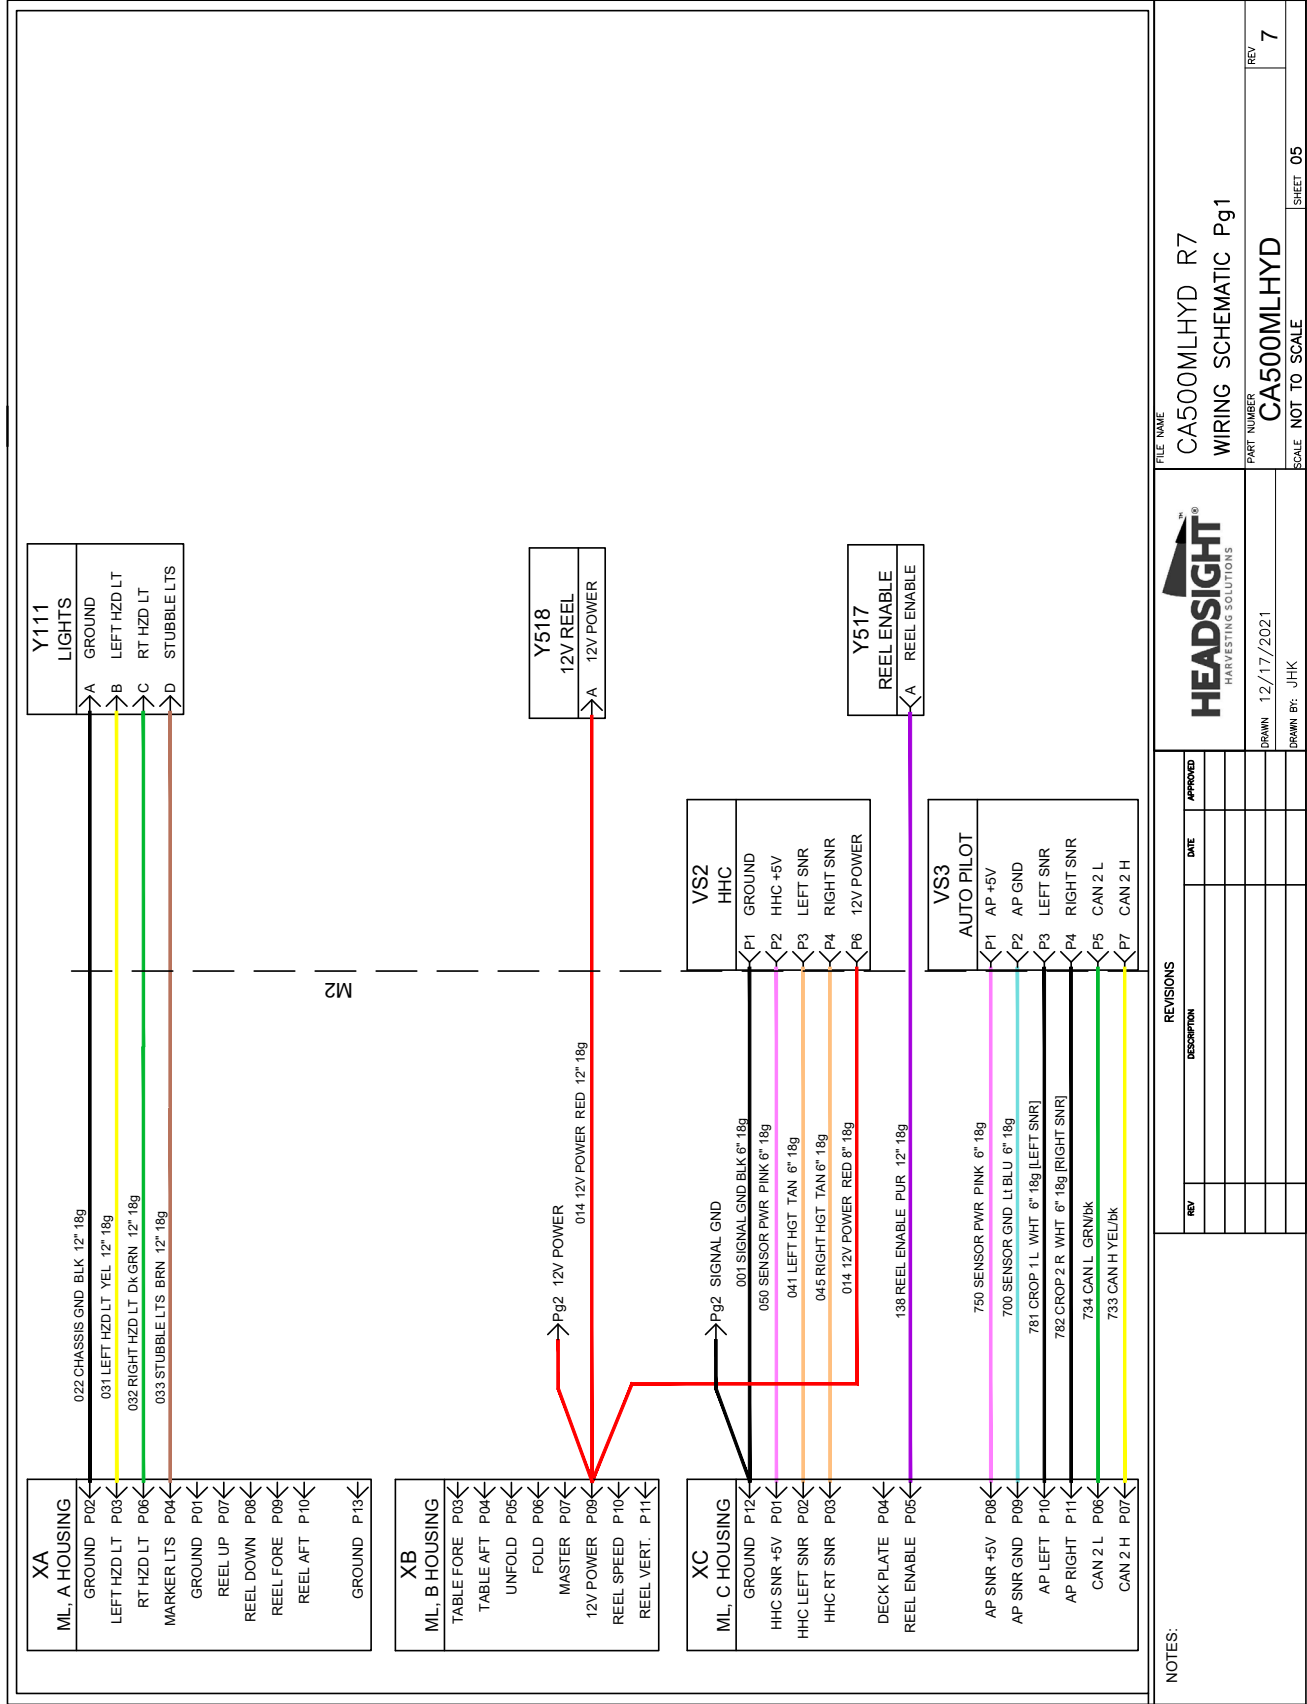 XA
ML, A HOUSING
GROUND P02
LEFT HZD LT P03
RT HZD LT P06
MARKER LTS P04
GROUND P01
REEL UP P07
REEL DOWN P08
REEL FORE P09
REEL AFT P10
GROUND P13
022 CHASSIS GND BLK 12" 18g
031 LEFT HZD LT YEL 12" 18g
032 RIGHT HZD LT Dk GRN 12" 18g
033 STUBBLE LTS BRN 12" 18g
Y111
LIGHTS
A GROUND
B LEFT HZD LT
C RT HZD LT
D STUBBLE LTS
M2
XB
ML, B HOUSING
TABLE FORE P03
TABLE AFT P04
UNFOLD P05
FOLD P06
MASTER P07
12V POWER P09
REEL SPEED P10
REEL VERT. P11
Pg2 12V POWER
014 12V POWER RED 12" 18g
Y518
12V REEL
A 12V POWER
XC
ML, C HOUSING
GROUND P12
HHC SNR +5V P01
HHC LEFT SNR P02
HHC RT SNR P03
DECK PLATE P04
REEL ENABLE P05
AP SNR +5V P08
AP SNR GND P09
AP LEFT P10
AP RIGHT P11
CAN 2 L P06
CAN 2 H P07
Pg2 SIGNAL GND
001 SIGNAL GND BLK 6" 18g
050 SENSOR PWR PINK 6" 18g
041 LEFT HGT TAN 6" 18g
045 RIGHT HGT TAN 6" 18g
014 12V POWER RED 8" 18g
138 REEL ENABLE PUR 12" 18g
750 SENSOR PWR PINK 6" 18g
700 SENSOR GND Lt BLU 6" 18g
781 CROP 1 L WHT 6" 18g [LEFT SNR]
782 CROP 2 R WHT 6" 18g [RIGHT SNR]
734 CAN L GRN/bk
733 CAN H YEL/bk
VS2
HHC
P1 GROUND
P2 HHC +5V
P3 LEFT SNR
P4 RIGHT SNR
P6 12V POWER
Y517
REEL ENABLE
A REEL ENABLE
VS3
AUTO PILOT
P1 AP +5V
P2 AP GND
P3 LEFT SNR
P4 RIGHT SNR
P5 CAN 2 L
P7 CAN 2 H
NOTES:
REVISIONS
REV DESCRIPTION DATE APPROVED
HEADSIGHT®
™
HARVESTING SOLUTIONS
DRAWN 12/17/2021
DRAWN BY: JHK
FILE NAME
CA500MLHYD R7
WIRING SCHEMATIC Pg1
PART NUMBER
CA500MLHYD
REV 7
SCALE NOT TO SCALE
SHEET 05